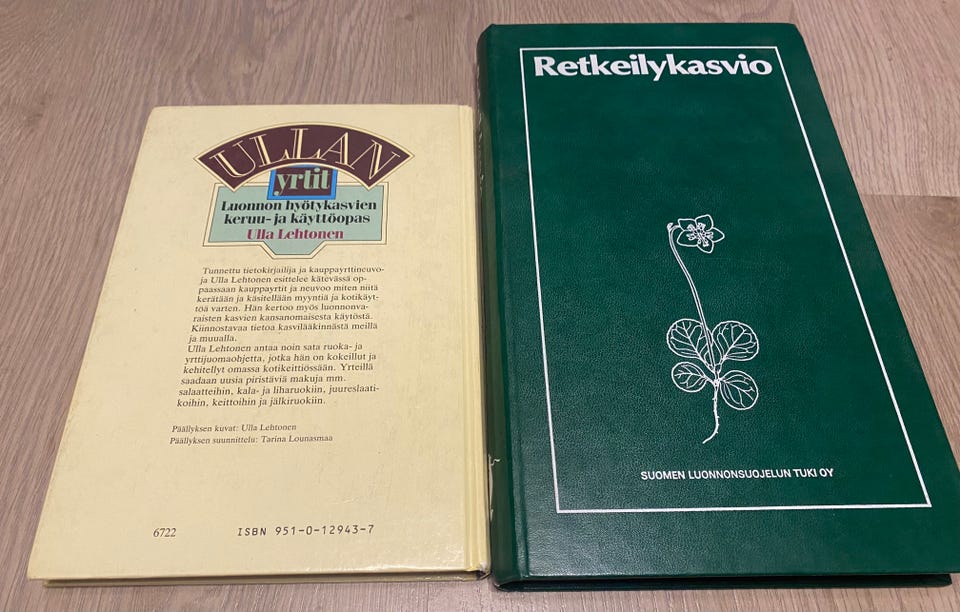 ULLAN
yrtit
Luonnon hyötykasvien
keruu- ja käyttöopas
Ulla Lehtonen
Tunnettu tietokirjailija ja kauppayrttineuvo-
ja Ulla Lehtonen esittelee kätevässä op-
paassaan kauppayrtit ja neuvoo miten niitä
kerätään ja käsitellään myyntiä ja kotikäyt-
töä varten. Hän kertoo myös luonnonva-
raisten kasvien kansanomaisesta käytöstä.
Kiinnostavaa tietoa kasvilääkinnästä meillä
ja muualla.
Ulla Lehtonen antaa noin sata ruoka- ja
yrttijuomaohjetta, jotka hän on kokeillut ja
kehitellyt omassa kotikeittiössään. Yrteillä
saadaan uusia piristäviä makuja mm.
salaatteihin, kala- ja liharuokiin, juureslaati-
koihin, keittoihin ja jälkiruokiin.
Päällyksen kuvat: Ulla Lehtonen
Päällyksen suunnittelu: Tarina Lounasmaa
6722
ISBN 951-0-12943-7
Retkeilykasvio
SUOMEN LUONNONSUOJELUN TUKI OY